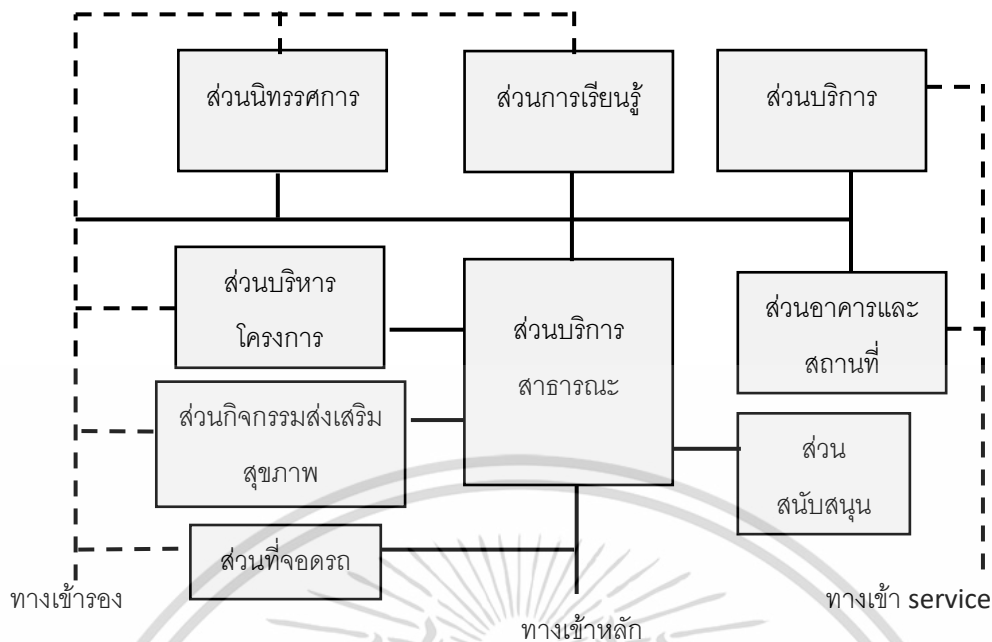 ส่วนนิทรรศการ
ส่วนการเรียนรู้
ส่วนบริการ
ส่วนบริหาร
โครงการ
ส่วนบริการ
สาธารณะ
ส่วนอาคารและ
สถานที่
ส่วนกิจกรรมส่งเสริม
สุขภาพ
ส่วน
สนับสนุน
ส่วนที่จอดรถ
ทางเข้ารอง
ทางเข้าหลัก
ทางเข้า service